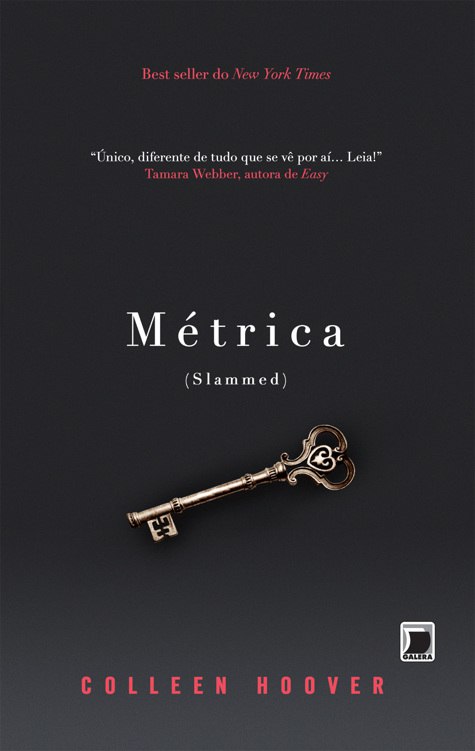 Best seller do New York Times
“Único, diferente de tudo que se vê por aí... Leia!”
Tamara Webber, autora de Easy
Métrica
(Slammed)
GALERA
COLLEEN HOOVER